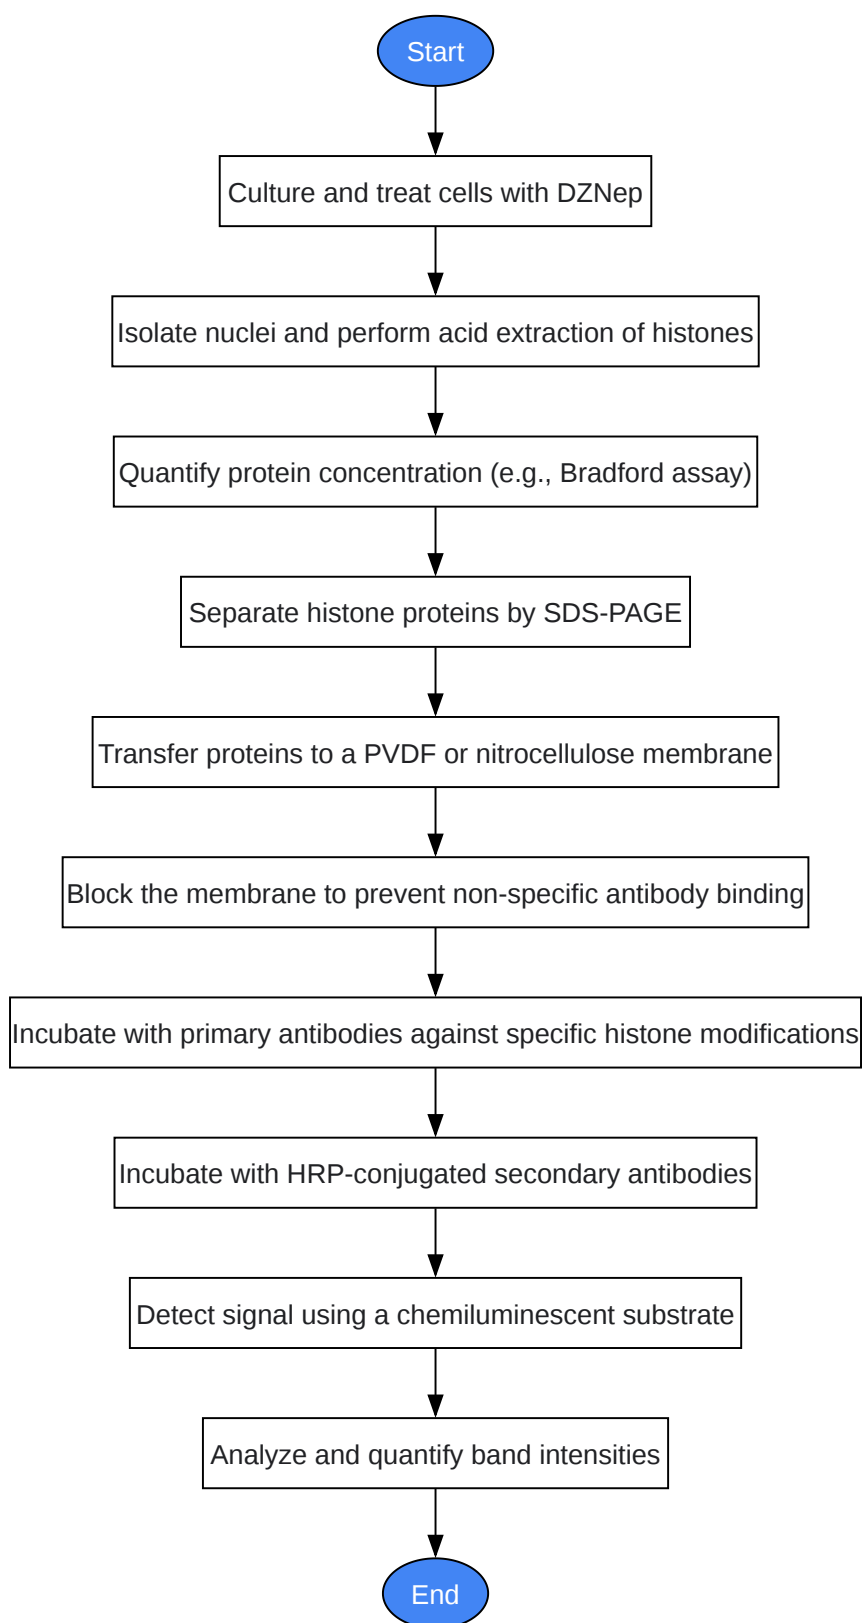 Start
Culture and treat cells with DZNep
Isolate nuclei and perform acid extraction of histones
Quantify protein concentration (e.g., Bradford assay)
Separate histone proteins by SDS-PAGE
Transfer proteins to a PVDF or nitrocellulose membrane
Block the membrane to prevent non-specific antibody binding
Incubate with primary antibodies against specific histone modifications
Incubate with HRP-conjugated secondary antibodies
Detect signal using a chemiluminescent substrate
Analyze and quantify band intensities
End